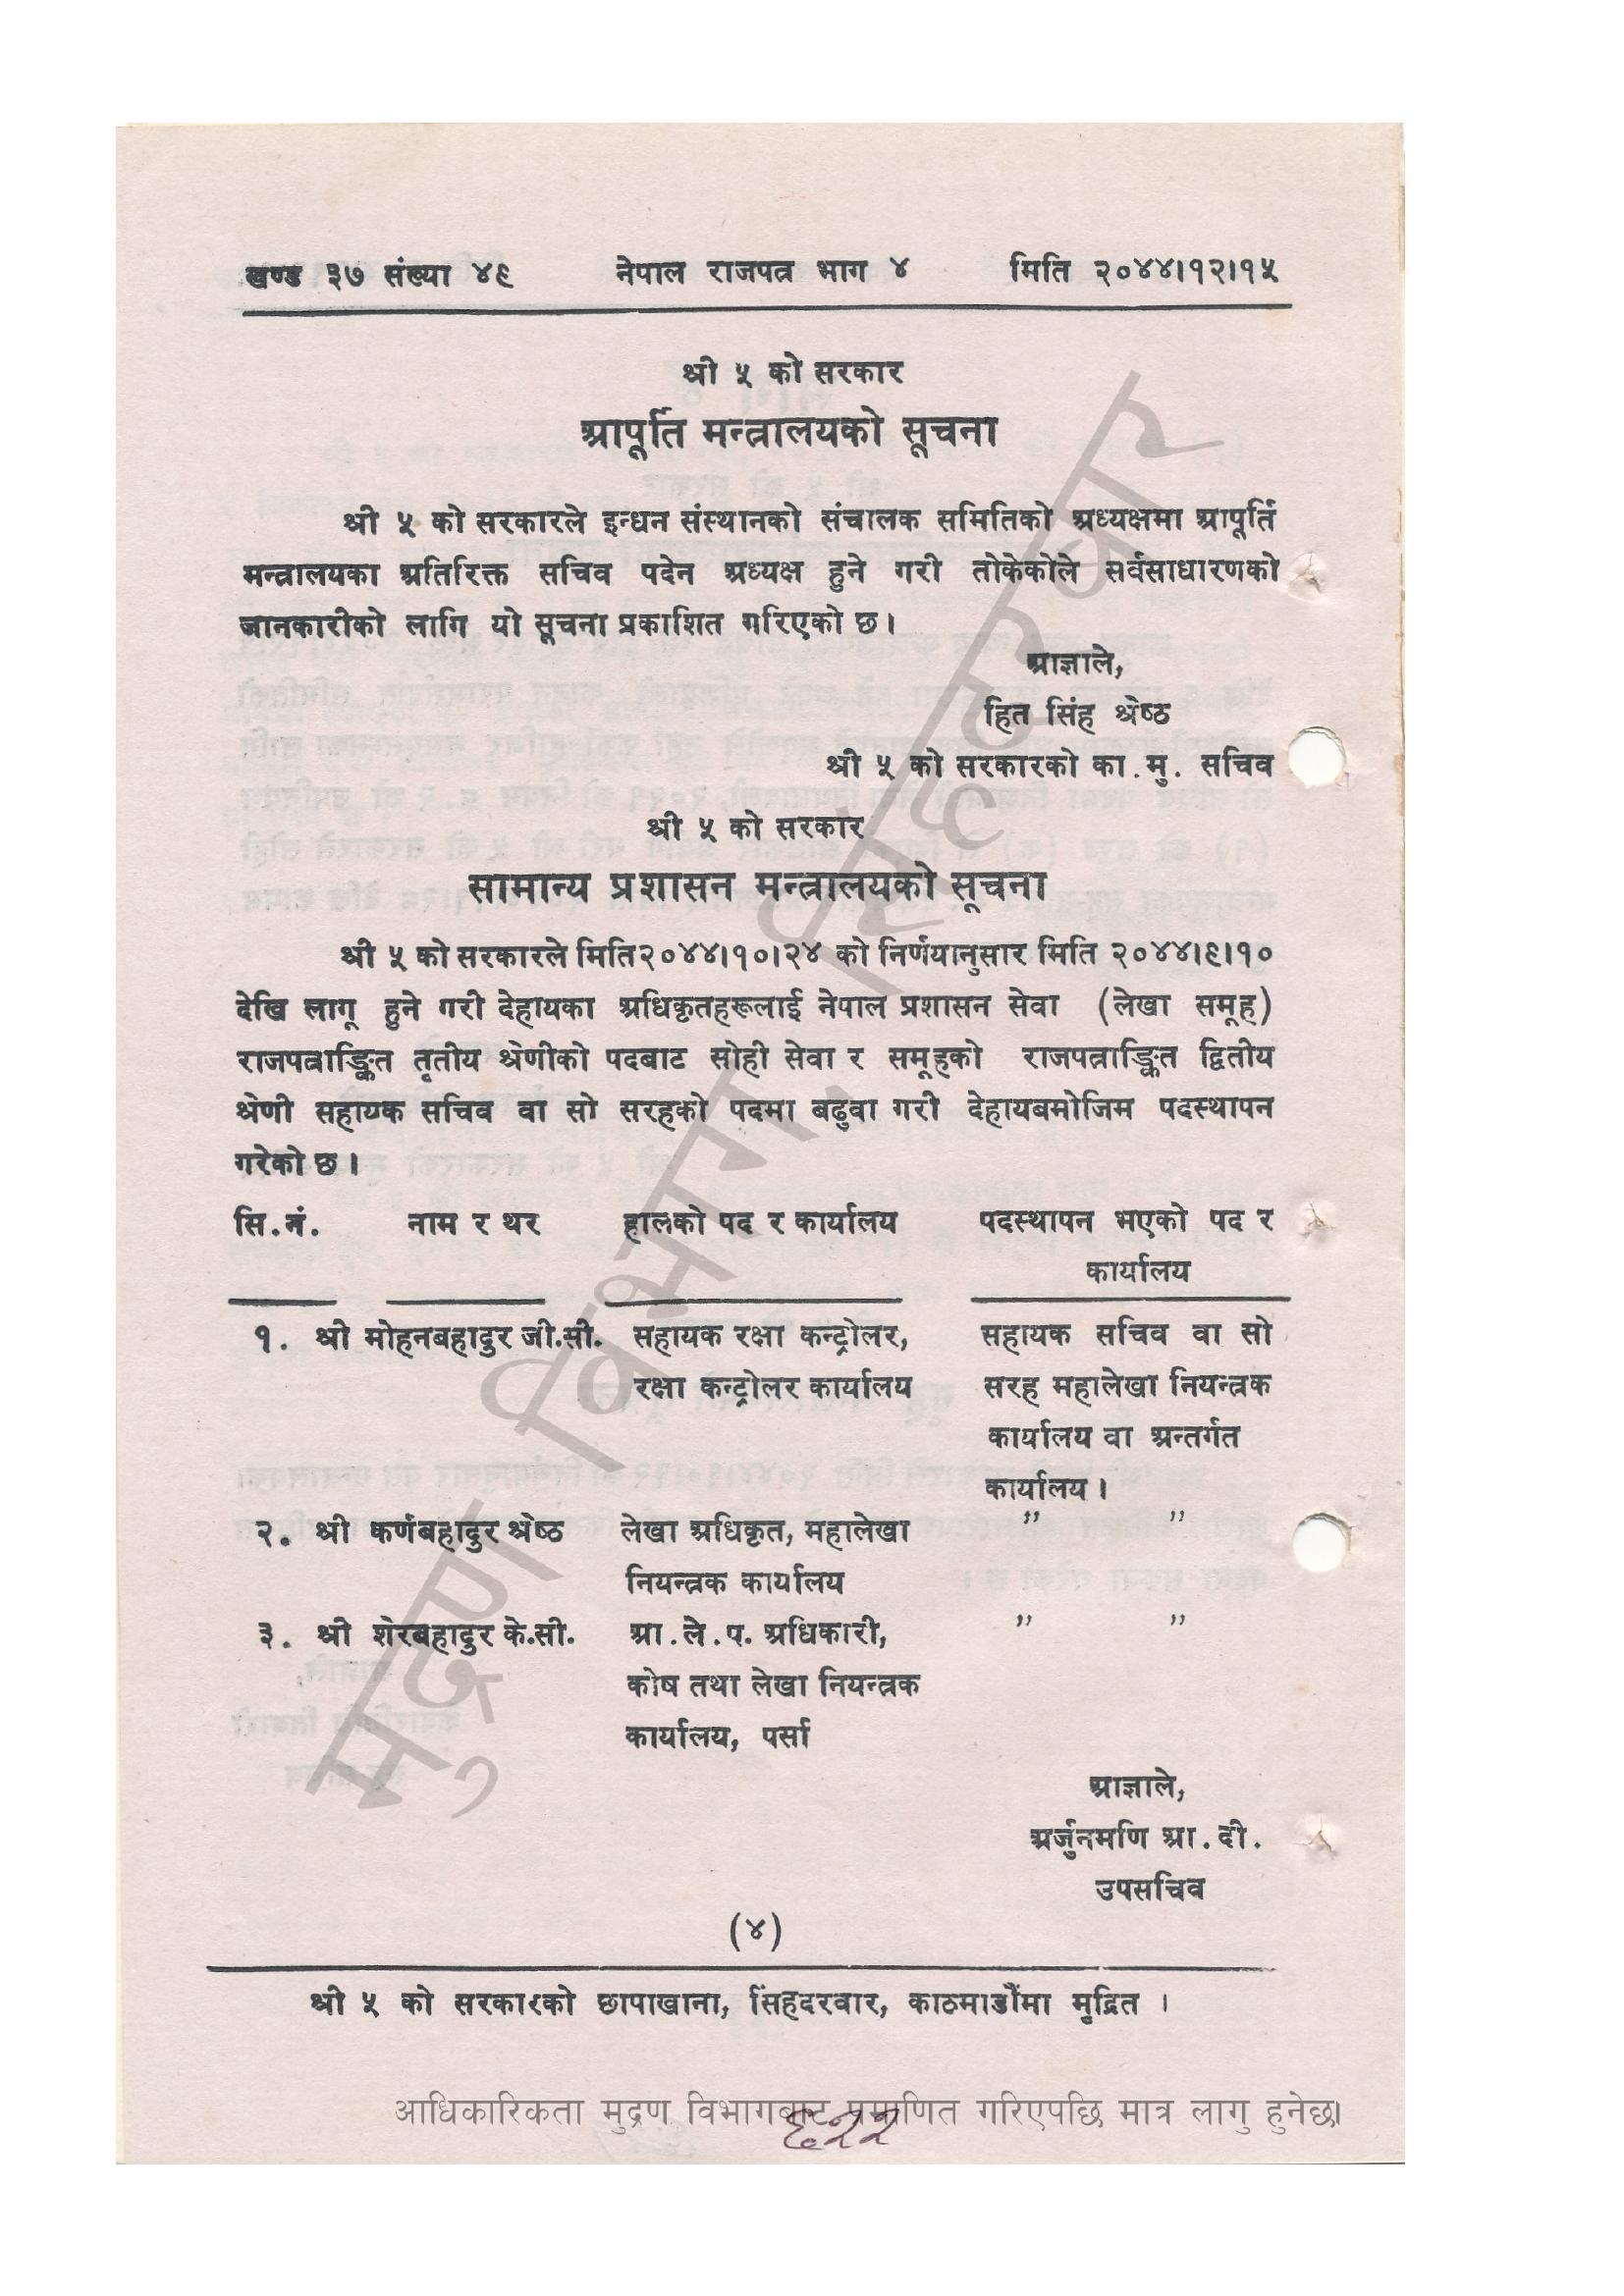 खण्ड ३७ संख्या ४९ नेपाल राजपत्र भाग ४ मिति २०४४।१२।१५
श्री ५ को सरकार
आपूर्ति मन्त्रालयको सूचना
श्री ५ को सरकारले इन्धन संस्थानको संचालक समितिको अध्यक्षमा आपूर्ति
मन्त्रालयका अतिरिक्त सचिव पदेन अध्यक्ष हुने गरी तोकेकोले सर्वसाधारणको
जानकारीको लागि यो सूचना प्रकाशित गरिएको छ।
आज्ञाले,
हित सिंह श्रेष्ठ
श्री ५ को सरकारको का.मु. सचिव
श्री ५ को सरकार
सामान्य प्रशासन मन्त्रालयको सूचना
श्री ५ को सरकारले मिति२०४४।१०।२४ को निर्णयानुसार मिति २०४४।९।१०
देखि लागू हुने गरी देहायका अधिकृतहरूलाई नेपाल प्रशासन सेवा (लेखा समूह)
राजपत्राङ्कित तृतीय श्रेणीको पदबाट सोही सेवा र समूहको राजपत्राङ्कित द्वितीय
श्रेणी सहायक सचिव वा सो सरहको पदमा बढुवा गरी देहायबमोजिम पदस्थापन
गरेको छ।
सि.नं. नाम र थर हालको पद र कार्यालय पदस्थापन भएको पद र
कार्यालय
१. श्री मोहनबहादुर जी.सी. सहायक रक्षा कन्ट्रोलर, सहायक सचिव वा सो
रक्षा कन्ट्रोलर कार्यालय सरह महालेखा नियन्त्रक
कार्यालय वा अन्तर्गत
कार्यालय।
२. श्री कर्णबहादुर श्रेष्ठ लेखा अधिकृत, महालेखा " "
नियन्त्रक कार्यालय
३. श्री शेरबहादुर के.सी. आ.ले.प. अधिकारी, " "
कोष तथा लेखा नियन्त्रक
कार्यालय, पर्सा
आज्ञाले,
अर्जुनमणि आ.दी.
उपसचिव
(४)
श्री ५ को सरकारको छापाखाना, सिंहदरवार, काठमाडौंमा मुद्रित ।
आधिकारिकता मुद्रण विभागबाट प्रमाणित गरिएपछि मात्र लागु हुनेछ।
६२२
मुद्रण विभाग, सिंहदरबार